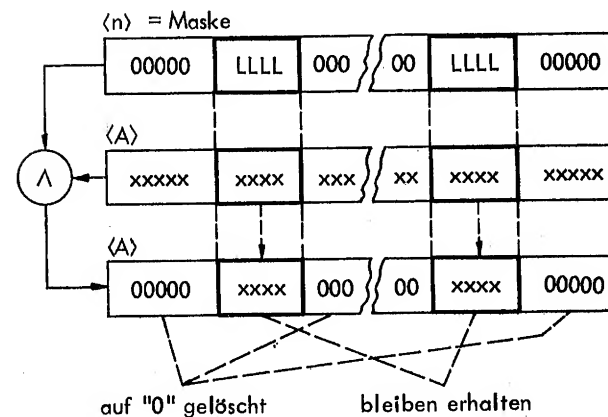 ⟨n⟩ = Maske
00000 LLLL 000 00 LLLL 00000
⟨A⟩
∧ xxxxx xxxx xxx xx xxxx xxxxx
⟨A⟩
00000 xxxx 000 00 xxxx 00000
auf "0" gelöscht bleiben erhalten